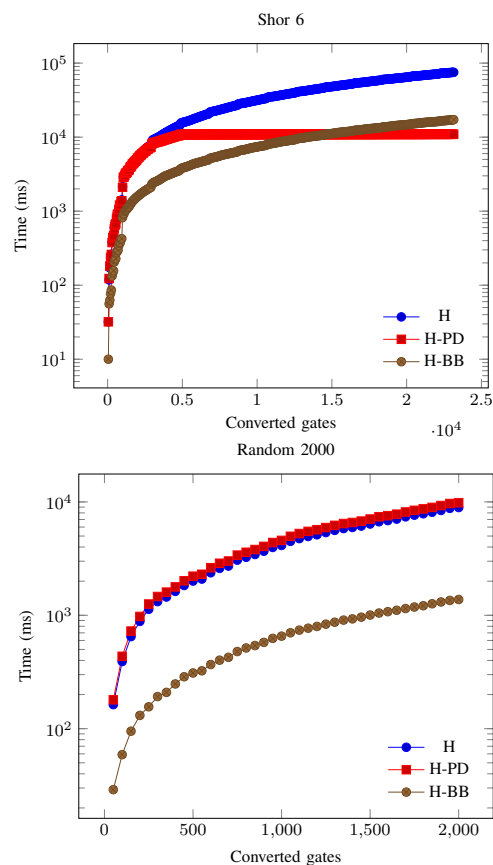 Shor 6
10^5
10^4
10^3
10^2
10^1
Time (ms)
H
H-PD
H-BB
0 0.5 1 1.5 2 2.5
Converted gates
·10^4
Random 2000
10^4
10^3
10^2
Time (ms)
H
H-PD
H-BB
0 500 1,000 1,500 2,000
Converted gates